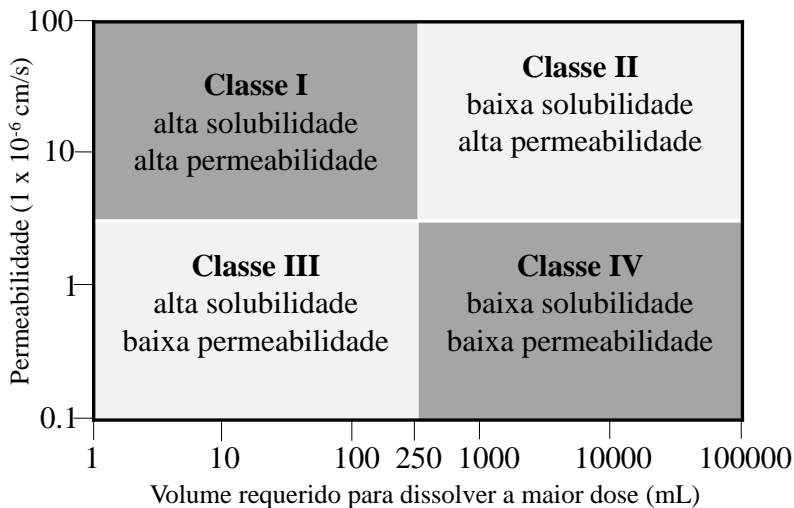 100
10
1
0.1
Permeabilidade (1 x 10⁻⁶ cm/s)
Classe I
alta solubilidade
alta permeabilidade
Classe II
baixa solubilidade
alta permeabilidade
Classe III
alta solubilidade
baixa permeabilidade
Classe IV
baixa solubilidade
baixa permeabilidade
1 10 100 250 1000 10000 100000
Volume requerido para dissolver a maior dose (mL)